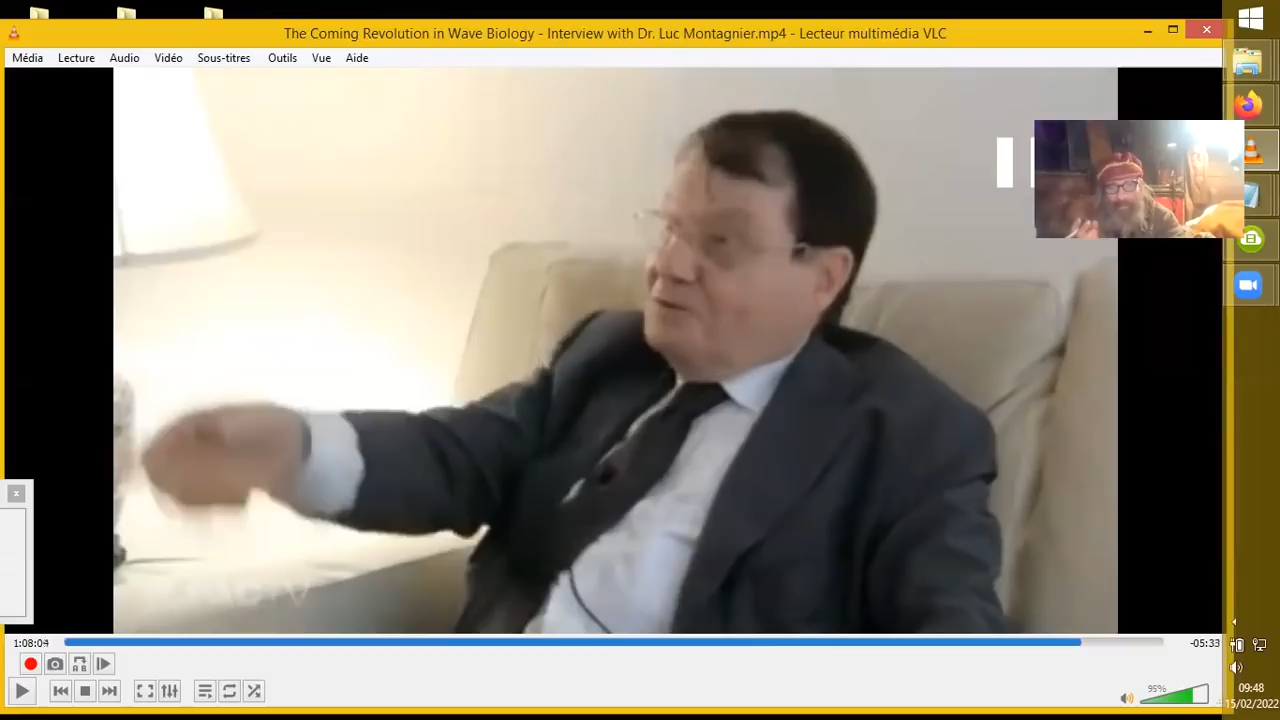 The Coming Revolution in Wave Biology - Interview with Dr. Luc Montagnier.mp4 - Lecteur multimédia VLC
Média Lecture Audio Vidéo Sous-titres Outils Vue Aide
1:08:04 -05:33
95%
09:48
15/02/2022